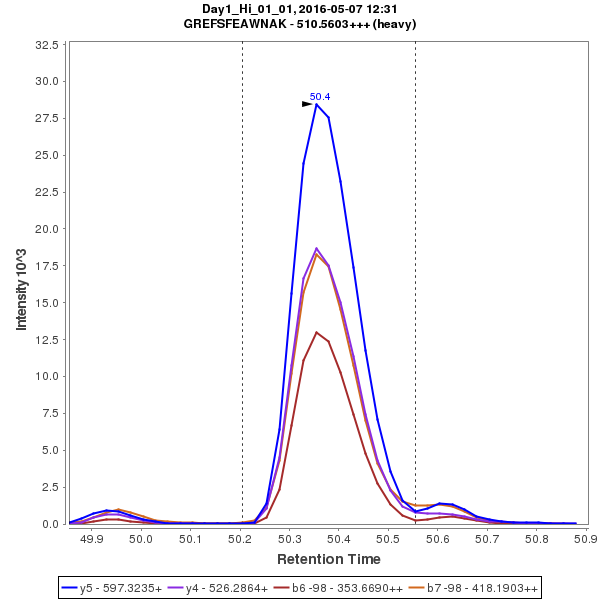 Day1_Hi_01_01, 2016-05-07 12:31
GREFSFEAWNAK - 510.5603+++ (heavy)
32.5
30.0
27.5
25.0
22.5
20.0
17.5
15.0
12.5
10.0
7.5
5.0
2.5
0.0
Intensity 10^3
50.4
49.9 50.0 50.1 50.2 50.3 50.4 50.5 50.6 50.7 50.8 50.9
Retention Time
y5 - 597.3235+ y4 - 526.2864+ b6 -98 - 353.6690++ b7 -98 - 418.1903++